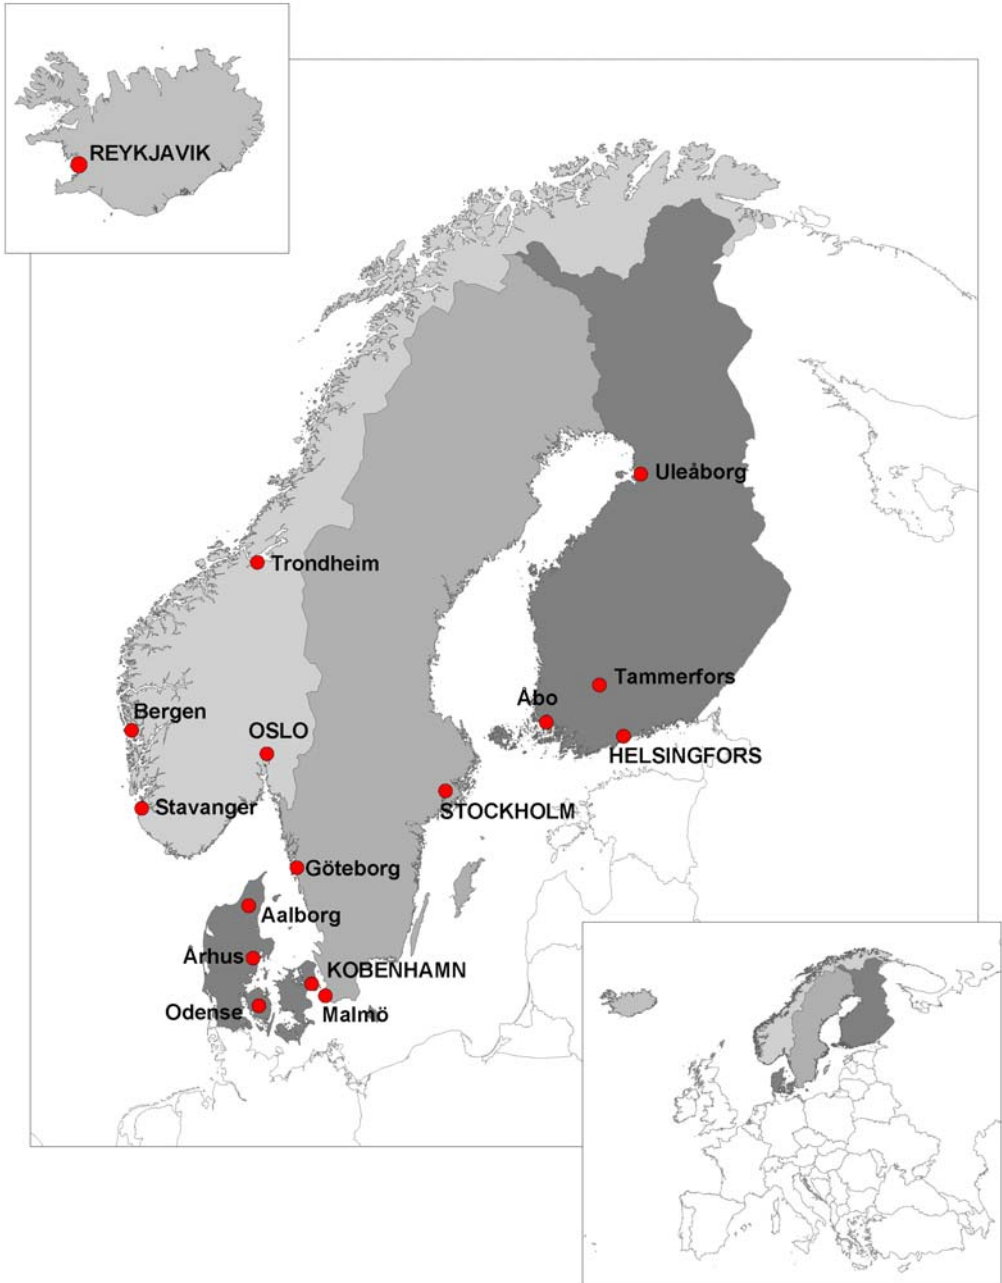 REYKJAVIK
Uleåborg
Trondheim
Tammerfors
Åbo
Bergen
OSLO
HELSINGFORS
Stavanger
STOCKHOLM
Göteborg
Aalborg
Århus
KOBENHAMN
Odense
Malmö